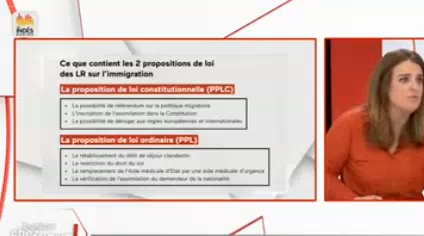 LES
INDÉS
RADIOS
Ce que contient les 2 propositions de loi
des LR sur l'immigration
La proposition de loi constitutionnelle (PPLC)
• La possibilité de référendum sur la politique migratoire
• L'inscription de l'assimilation dans la Constitution
• La possibilité de déroger aux règles européennes et internationales
La proposition de loi ordinaire (PPL)
• Le rétablissement du délit de séjour clandestin
• La restriction du droit du sol
• Le remplacement de l'Aide médicale d'État par une aide médicale d'urgence
• La vérification de l'assimilation du demandeur de la nationalité